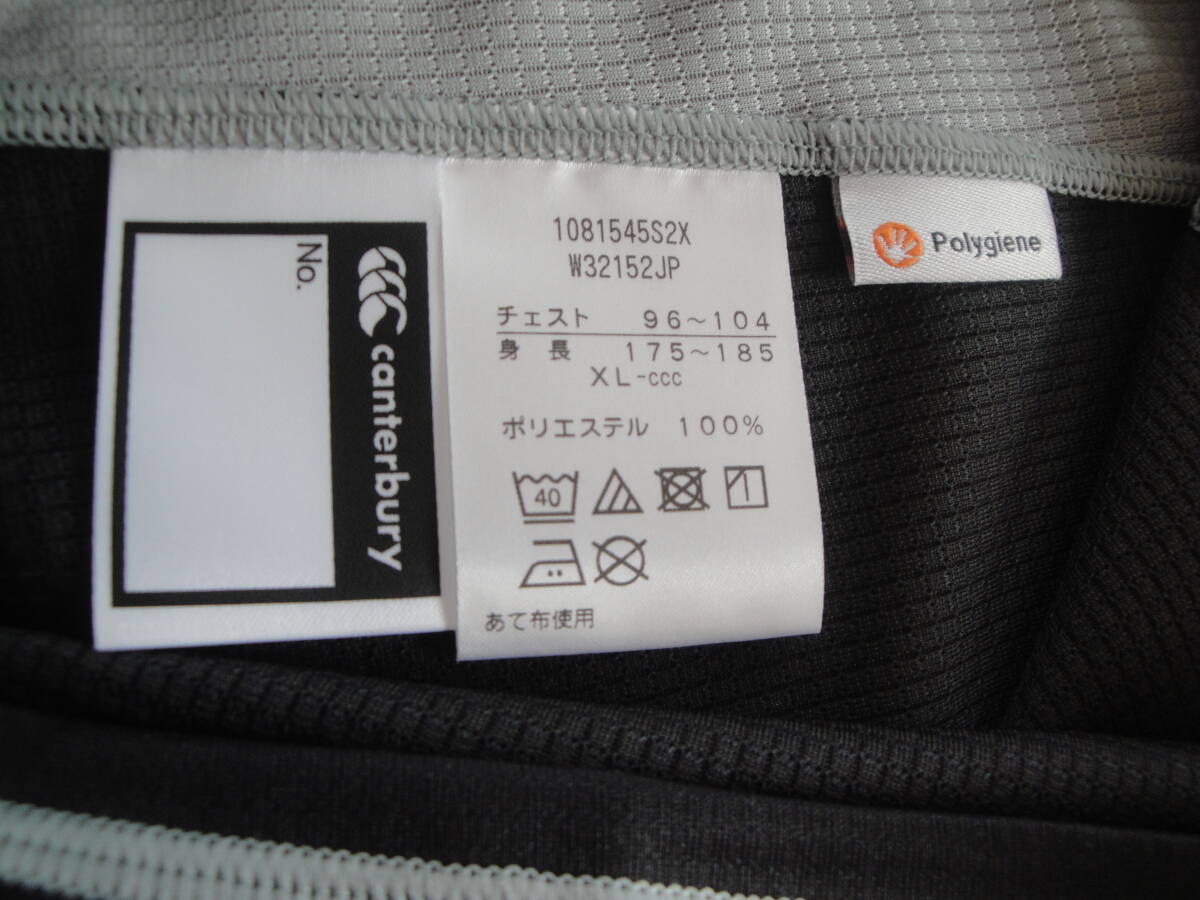 No.
canterbury
1081545S2X
W32152JP
チェスト 96～104
身長 175～185
XL-ccc
ポリエステル 100%
40
あて布使用
Polygiene